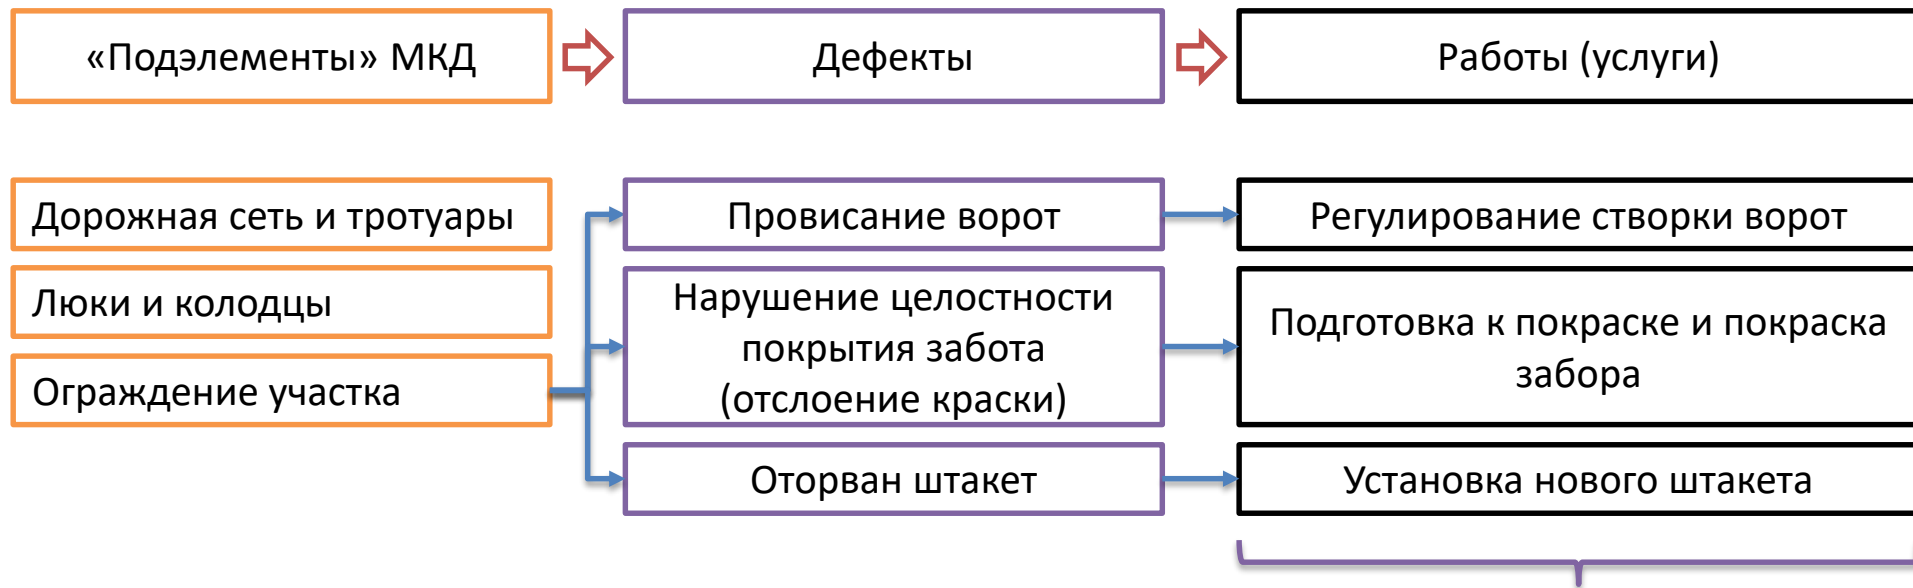 «Подэлементы» МКД
Дефекты
Работы (услуги)
Дорожная сеть и тротуары
Люки и колодцы
Ограждение участка
Провисание ворот
Нарушение целостности
покрытия забота
(отслоение краски)
Оторван штакет
Регулирование створки ворот
Подготовка к покраске и покраска
забора
Установка нового штакета